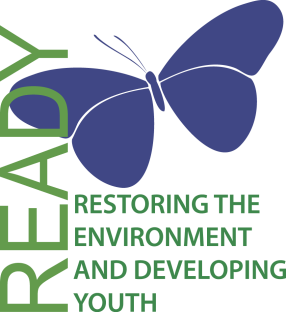 READY
RESTORING THE
ENVIRONMENT
AND DEVELOPING
YOUTH